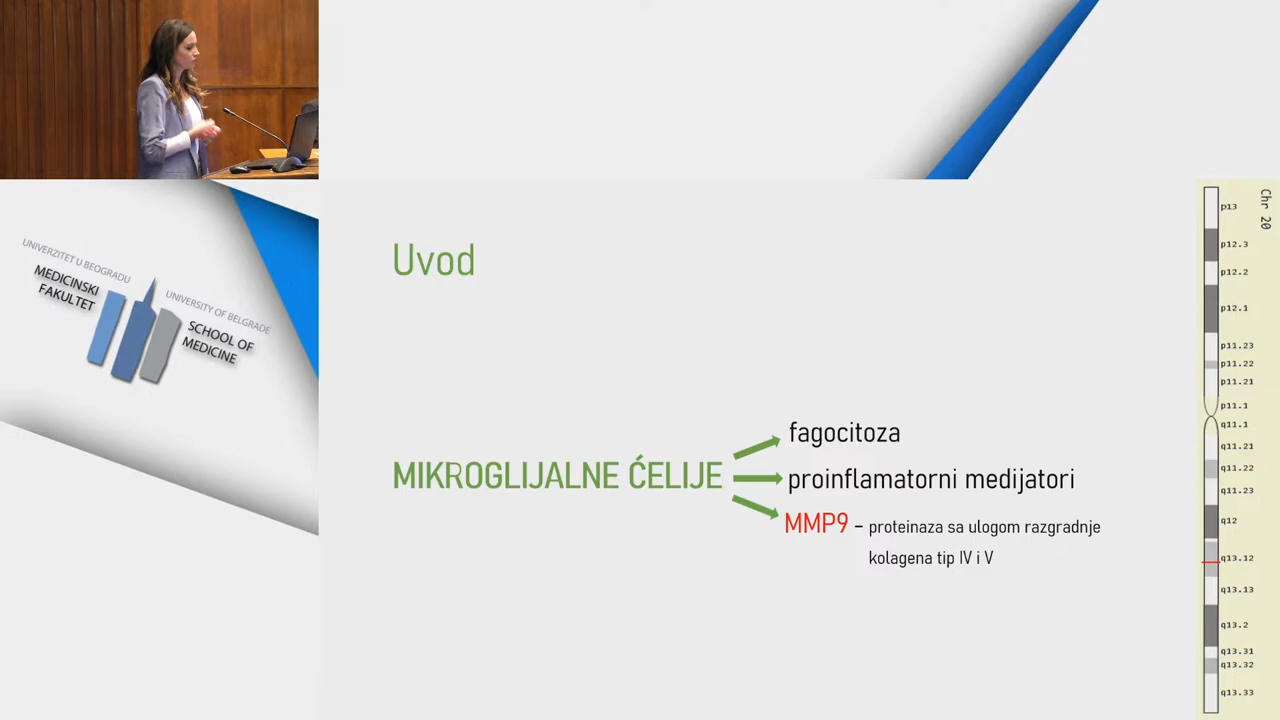 UNIVERZITET U BEOGRADU
MEDICINSKI
FAKULTET
UNIVERSITY OF BELGRADE
SCHOOL OF
MEDICINE
Uvod
MIKROGLIJALNE ĆELIJE
fagocitoza
proinflamatorni medijatori
MMP9 – proteinaza sa ulogom razgradnje
kolagena tip IV i V
Chr 20
p13
p12.3
p12.2
p12.1
p11.23
p11.22
p11.21
p11.1
q11.1
q11.21
q11.22
q11.23
q12
q13.12
q13.13
q13.2
q13.31
q13.32
q13.33